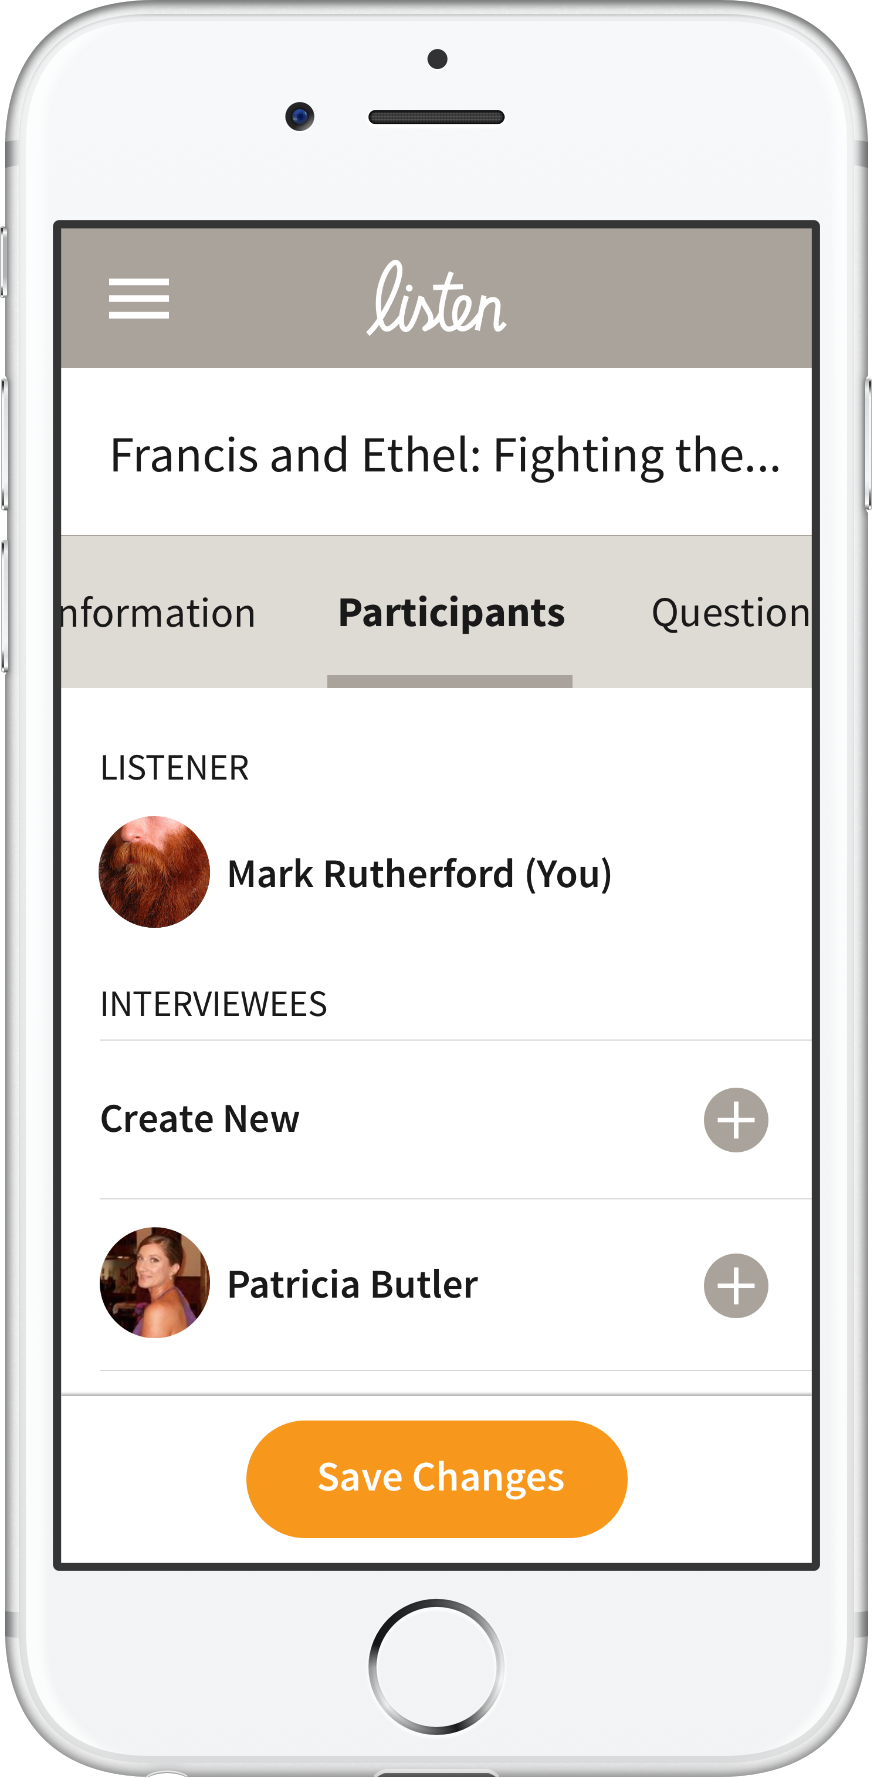 listen
Francis and Ethel: Fighting the...
nformation Participants Question
LISTENER
Mark Rutherford (You)
INTERVIEWEES
Create New
Patricia Butler
Save Changes